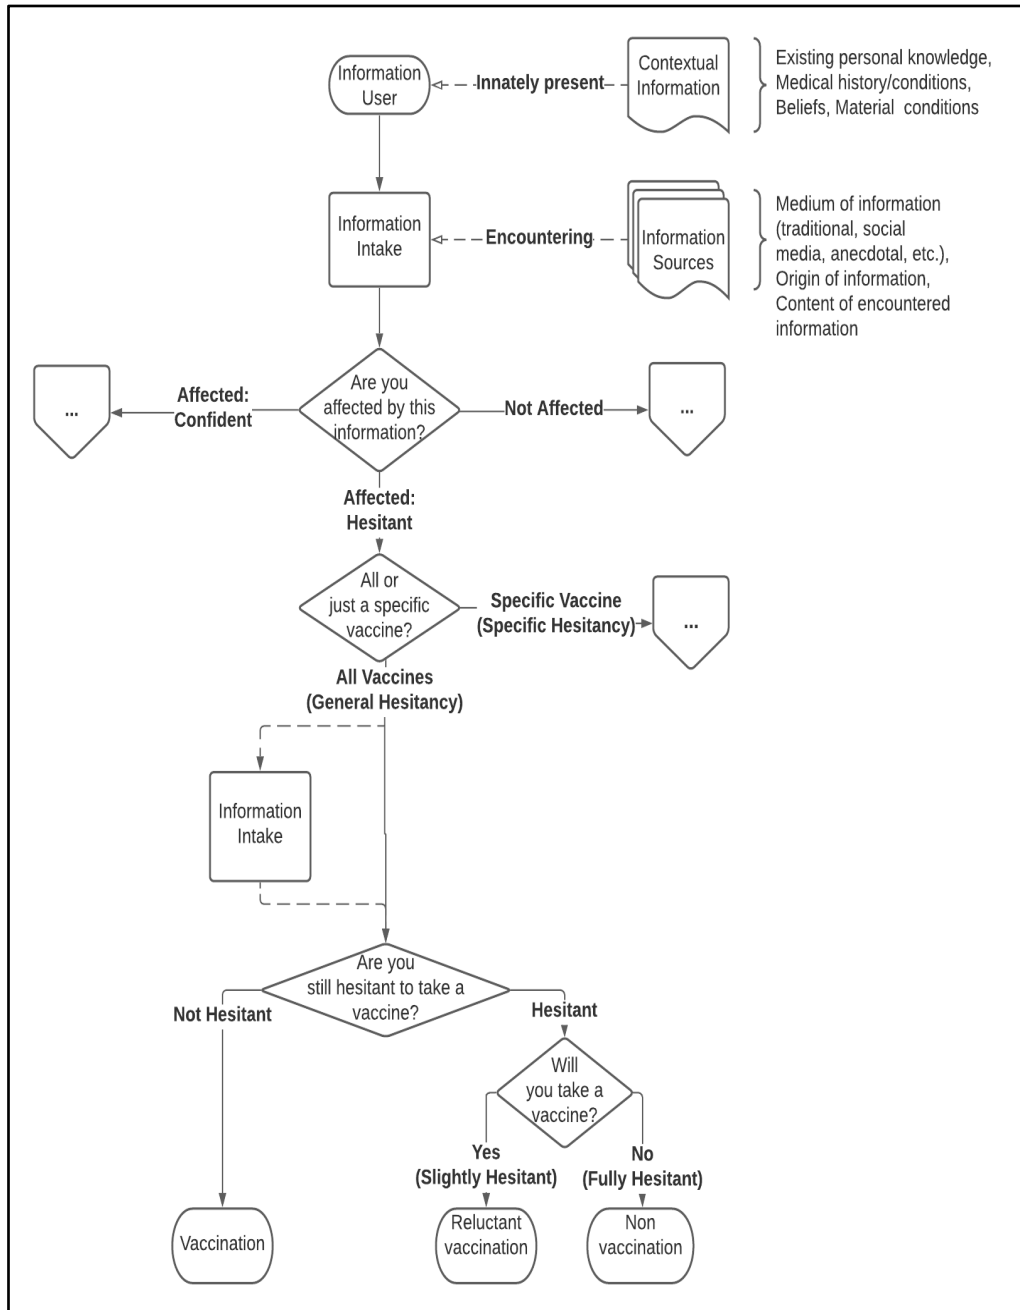 Information
User
Innately present
Contextual
Information
Existing personal knowledge,
Medical history/conditions,
Beliefs, Material conditions
Information
Intake
Encountering
Information
Sources
Medium of information
(traditional, social
media, anecdotal, etc.),
Origin of information,
Content of encountered
information
...
Affected:
Confident
Are you
affected by this
information?
Not Affected
...
Affected:
Hesitant
All or
just a specific
vaccine?
Specific Vaccine
(Specific Hesitancy)
...
All Vaccines
(General Hesitancy)
Information
Intake
Are you
still hesitant to take a
vaccine?
Not Hesitant
Hesitant
Will
you take a
vaccine?
Yes
(Slightly Hesitant)
No
(Fully Hesitant)
Vaccination
Reluctant
vaccination
Non
vaccination